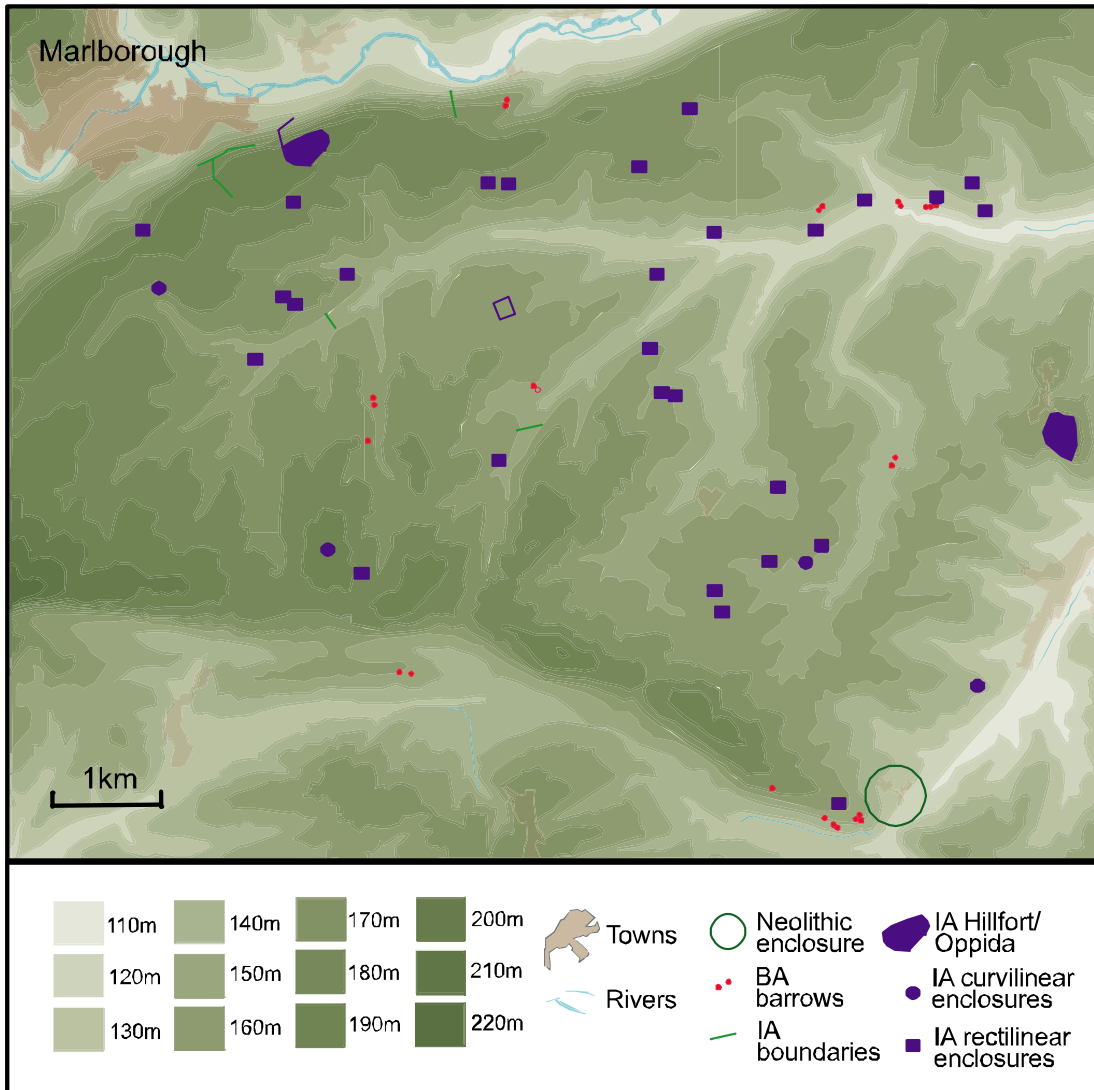 Marlborough
1km
110m
120m
130m
140m
150m
160m
170m
180m
190m
200m
210m
220m
Towns
Rivers
Neolithic
enclosure
BA
barrows
IA
boundaries
IA Hillfort/
Oppida
IA curvilinear
enclosures
IA rectilinear
enclosures